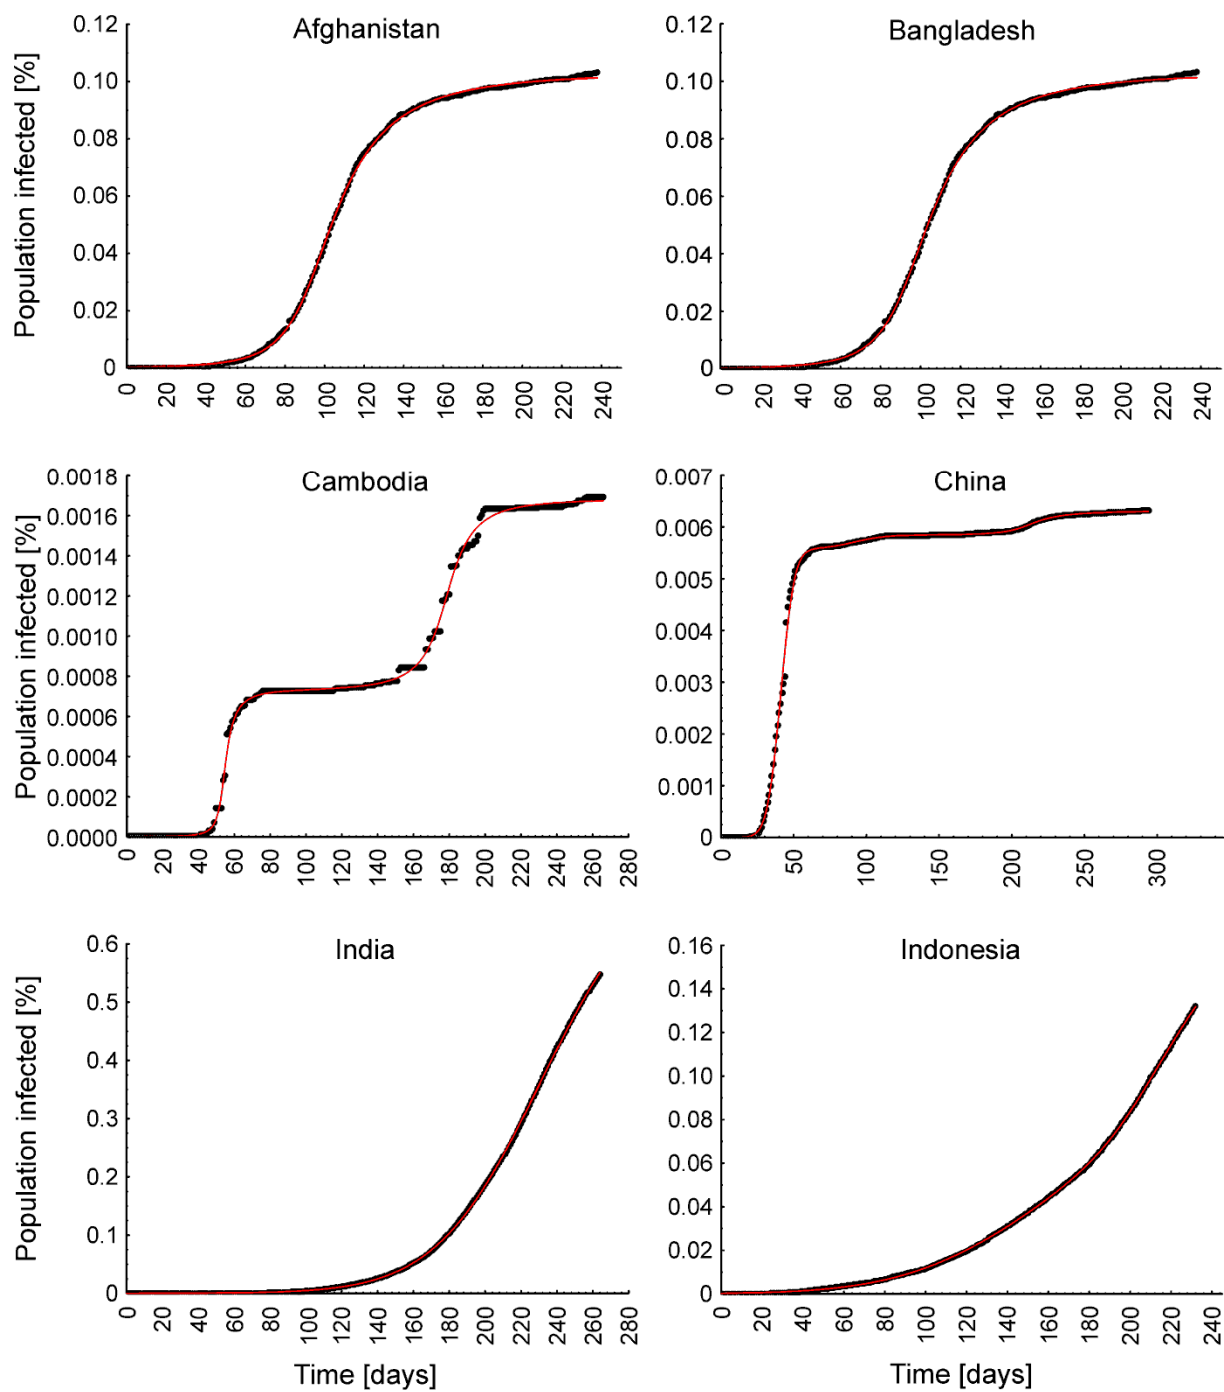 Afghanistan
Population infected [%]
0.12
0.10
0.08
0.06
0.04
0.02
0
0 20 40 60 80 100 120 140 160 180 200 220 240
Bangladesh
0.12
0.10
0.08
0.06
0.04
0.02
0
0 20 40 60 80 100 120 140 160 180 200 220 240
Cambodia
Population infected [%]
0.0018
0.0016
0.0014
0.0012
0.0010
0.0008
0.0006
0.0004
0.0002
0.0000
0 20 40 60 80 100 120 140 160 180 200 220 240 260 280
China
0.007
0.006
0.005
0.004
0.003
0.002
0.001
0
0 50 100 150 200 250 300
India
Population infected [%]
0.6
0.5
0.4
0.3
0.2
0.1
0
0 20 40 60 80 100 120 140 160 180 200 220 240 260 280
Time [days]
Indonesia
0.16
0.14
0.12
0.10
0.08
0.06
0.04
0.02
0
0 20 40 60 80 100 120 140 160 180 200 220 240
Time [days]